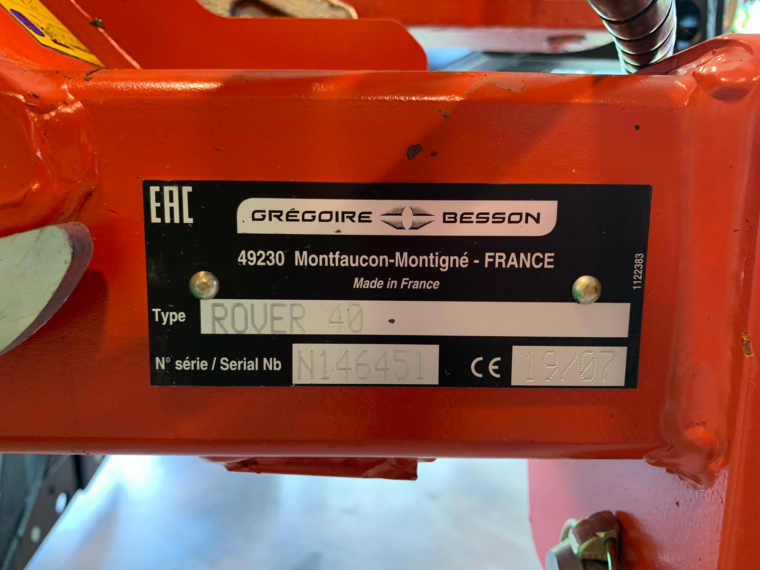 EAC
GRÉGOIRE BESSON
49230 Montfaucon-Montigné - FRANCE
Made in France
1122383
Type ROVER 40
N° série / Serial Nb N146451 CE 19/07